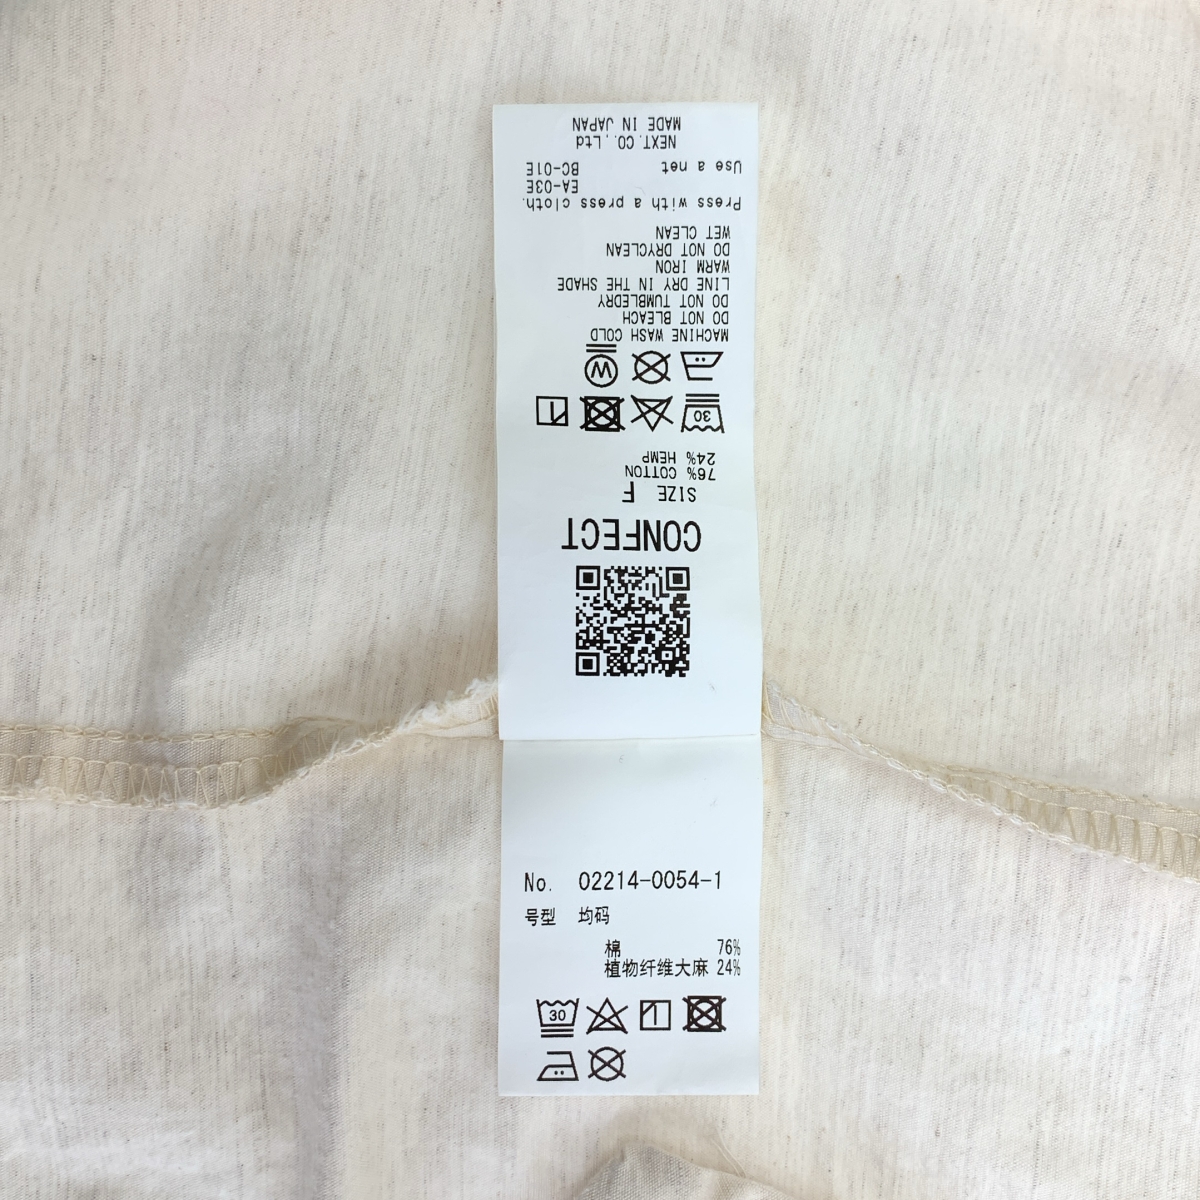 CONFECT
SIZE F
76% COTTON
24% HEMP
30
W
MACHINE WASH COLD
DO NOT BLEACH
DO NOT TUMBLEDRY
LINE DRY IN THE SHADE
WARM IRON
DO NOT DRYCLEAN
WET CLEAN
Press with a press cloth.
EA-03E
Use a net BC-01E
NEXT.CO.,Ltd
MADE IN JAPAN
No. 02214-0054-1
号型 均码
棉 76%
植物纤维大麻 24%
30